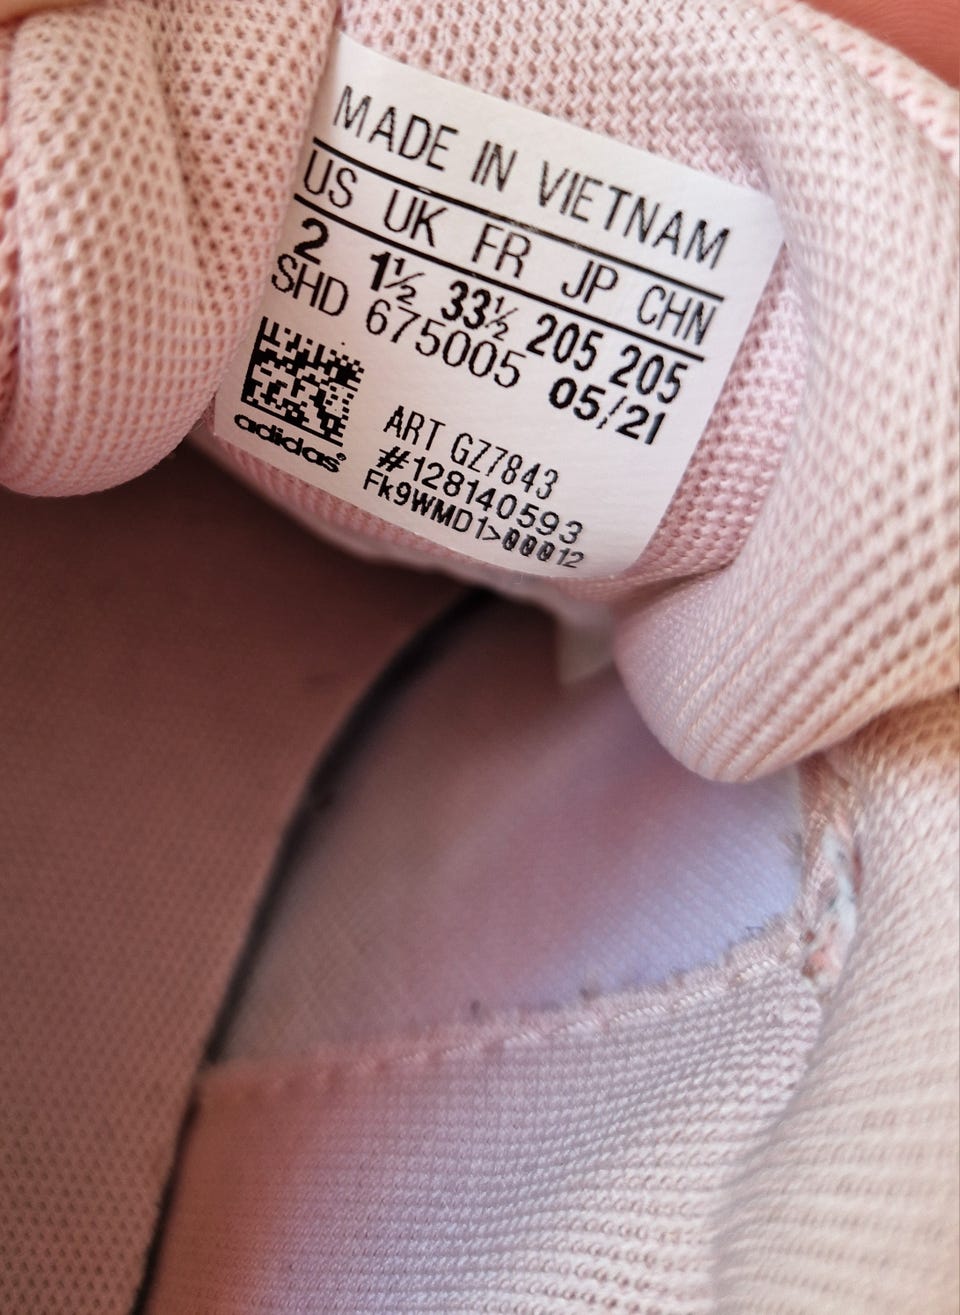 MADE IN VIETNAM
US UK FR JP CHN
2 1½ 33½ 205 205
SHD 675005 05/21
ART GZ7843
#128140593
Fk9WMD1>00012
adidas